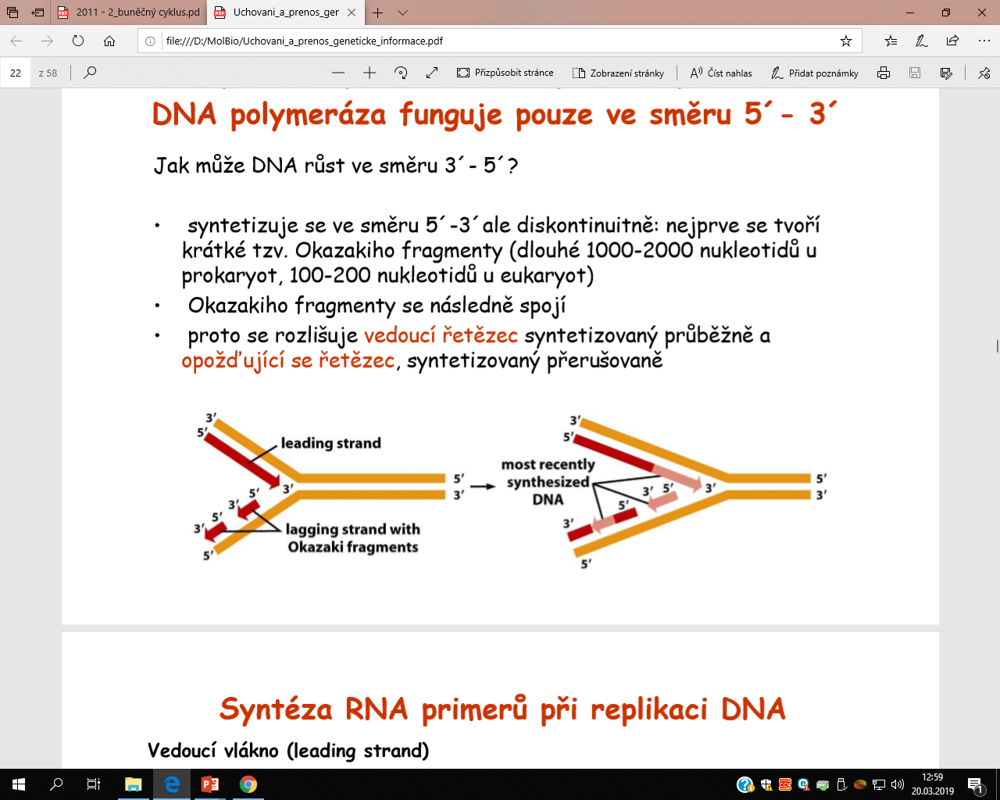 2011 - 2_buněčný cyklus.pd
Uchovani_a_prenos_ger
file:///D:/MolBio/Uchovani_a_prenos_geneticke_informace.pdf
22 z 58
Přizpůsobit stránce
Zobrazení stránky
Číst nahlas
Přidat poznámky
DNA polymeráza funguje pouze ve směru 5´- 3´
Jak může DNA růst ve směru 3´- 5´?
• syntetizuje se ve směru 5´-3´ale diskontinuitně: nejprve se tvoří
krátké tzv. Okazakiho fragmenty (dlouhé 1000-2000 nukleotidů u
prokaryot, 100-200 nukleotidů u eukaryot)
• Okazakiho fragmenty se následně spojí
• proto se rozlišuje vedoucí řetězec syntetizovaný průběžně a
opožďující se řetězec, syntetizovaný přerušovaně
3′
5′
leading strand
5′
3′
3′
5′
3′
5′
3′
5′
lagging strand with
Okazaki fragments
3′
5′
most recently
synthesized
DNA
5′
3′
3′
5′
3′
5′
3′
5′
Syntéza RNA primerů při replikaci DNA
Vedoucí vlákno (leading strand)
12:59
20.03.2019
1